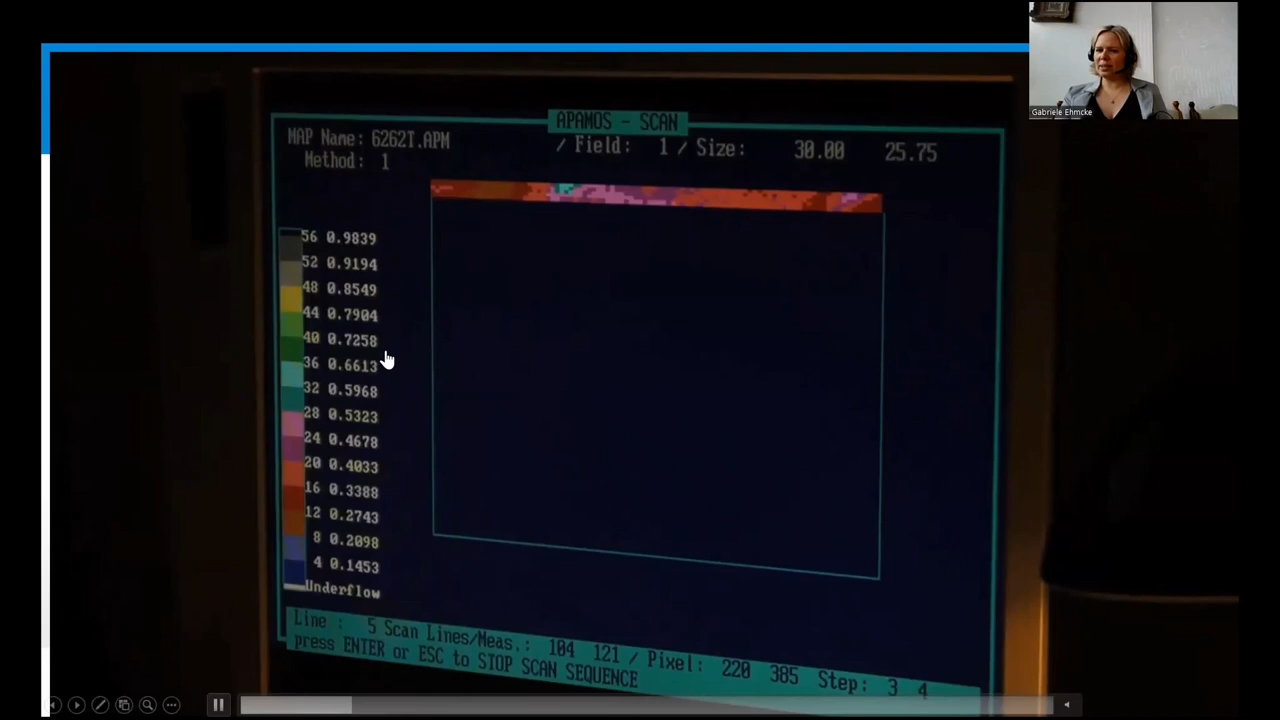 Gabriele Ehmcke
APAMOS - SCAN
MAP Name: 6262T.APM
/ Field: 1 / Size: 30.00 25.75
Method: 1
56 0.9839
52 0.9194
48 0.8549
44 0.7904
40 0.7258
36 0.6613
32 0.5968
28 0.5323
24 0.4678
20 0.4033
16 0.3388
12 0.2743
8 0.2098
4 0.1453
Underflow
Line : 5 Scan Lines/Meas.: 104 121 / Pixel: 220 385 Step: 3 4
press ENTER or ESC to STOP SCAN SEQUENCE